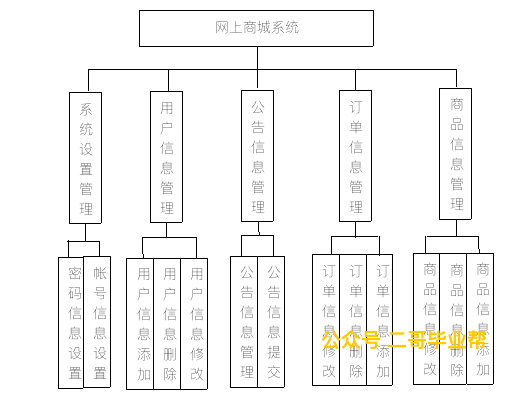 网上商城系统
系统设置管理
用户信息管理
公告信息管理
订单信息管理
商品信息管理
密码信息设置
帐号信息设置
用户信息添加
用户信息删除
用户信息修改
公告信息管理
公告信息提交
订单信息修改
订单信息删除
订单信息添加
商品信息修改
商品信息删除
商品信息添加
公众号 二哥毕业帮